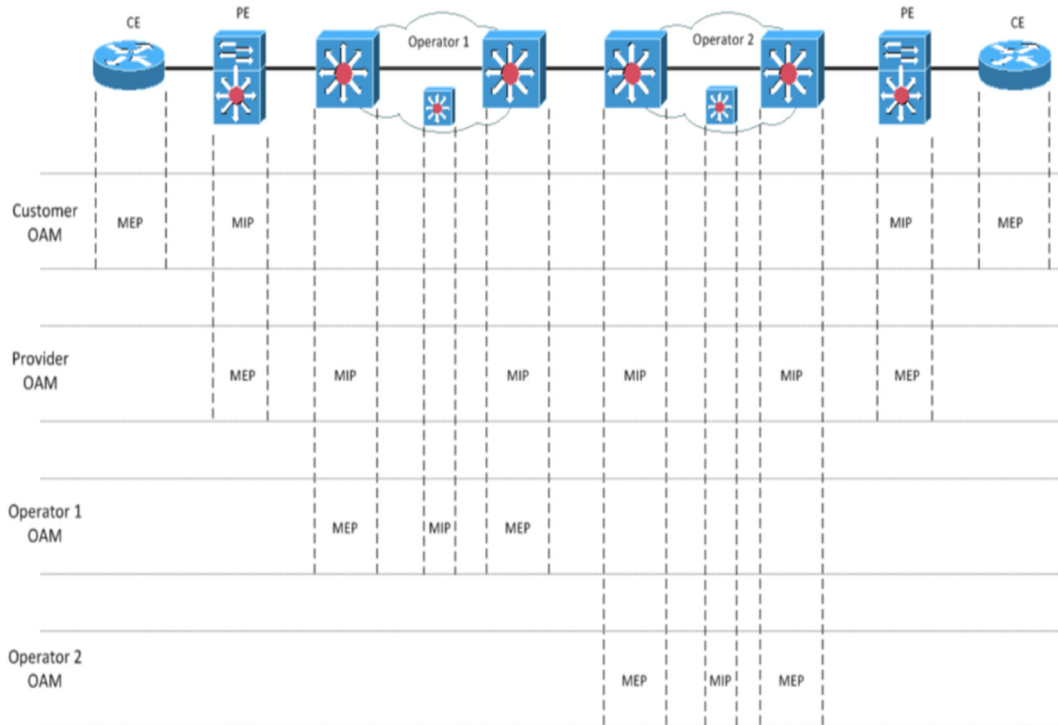 CE
PE
Operator 1
Operator 2
PE
CE
Customer
OAM
MEP
MIP
MIP
MEP
Provider
OAM
MEP
MIP
MIP
MIP
MIP
MEP
Operator 1
OAM
MEP
MIP
MEP
Operator 2
OAM
MEP
MIP
MEP